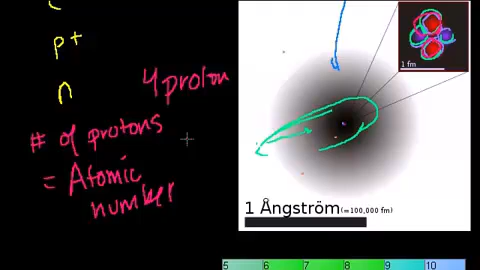 p+
n
4 proton
# of protons
= Atomic
number
1 fm
1 Ångström (=100,000 fm)
5 6 7 8 9 10